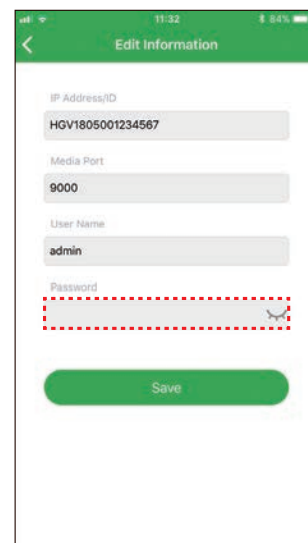 11:32
84%
Edit Information
IP Address/ID
HGV1805001234567
Media Port
9000
User Name
admin
Password
Save